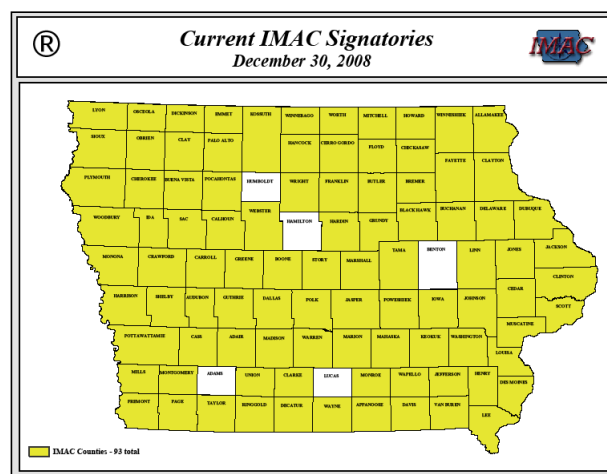 ®
Current IMAC Signatories
December 30, 2008
IMAC
LYON OSCEOLA DICKINSON EMMET KOSSUTH WINNEBAGO WORTH MITCHELL HOWARD WINNESHIEK ALLAMAKEE
SIOUX OBRIEN CLAY PALO ALTO HANCOCK CERRO GORDO FLOYD CHICKASAW
PLYMOUTH CHEROKEE BUENA VISTA POCAHONTAS HUMBOLDT WRIGHT FRANKLIN BUTLER BREMER FAYETTE CLAYTON
WOODBURY IDA SAC CALHOUN WEBSTER HAMILTON HARDIN GRUNDY BLACK HAWK BUCHANAN DELAWARE DUBUQUE
MONONA CRAWFORD CARROLL GREENE BOONE STORY MARSHALL TAMA BENTON LINN JONES JACKSON
CLINTON
CEDAR
HARRISON SHELBY AUDUBON GUTHRIE DALLAS POLK JASPER POWESHIEK IOWA JOHNSON SCOTT
MUSCATINE
POTTAWATTAMIE CASS ADAIR MADISON WARREN MARION MAHASKA KEOKUK WASHINGTON
LOUISA
MILLS MONTGOMERY ADAMS UNION CLARKE LUCAS MONROE WAPELLO JEFFERSON HENRY
DES MOINES
FREMONT PAGE TAYLOR RINGGOLD DECATUR WAYNE APPANOOSE DAVIS VAN BUREN LEE
IMAC Counties - 93 total